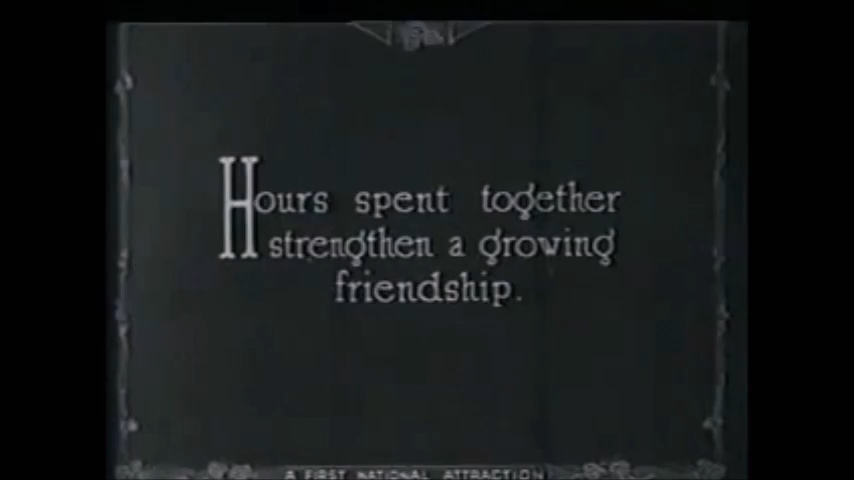 Hours spent together
strengthen a growing
friendship.
A FIRST NATIONAL ATTRACTION